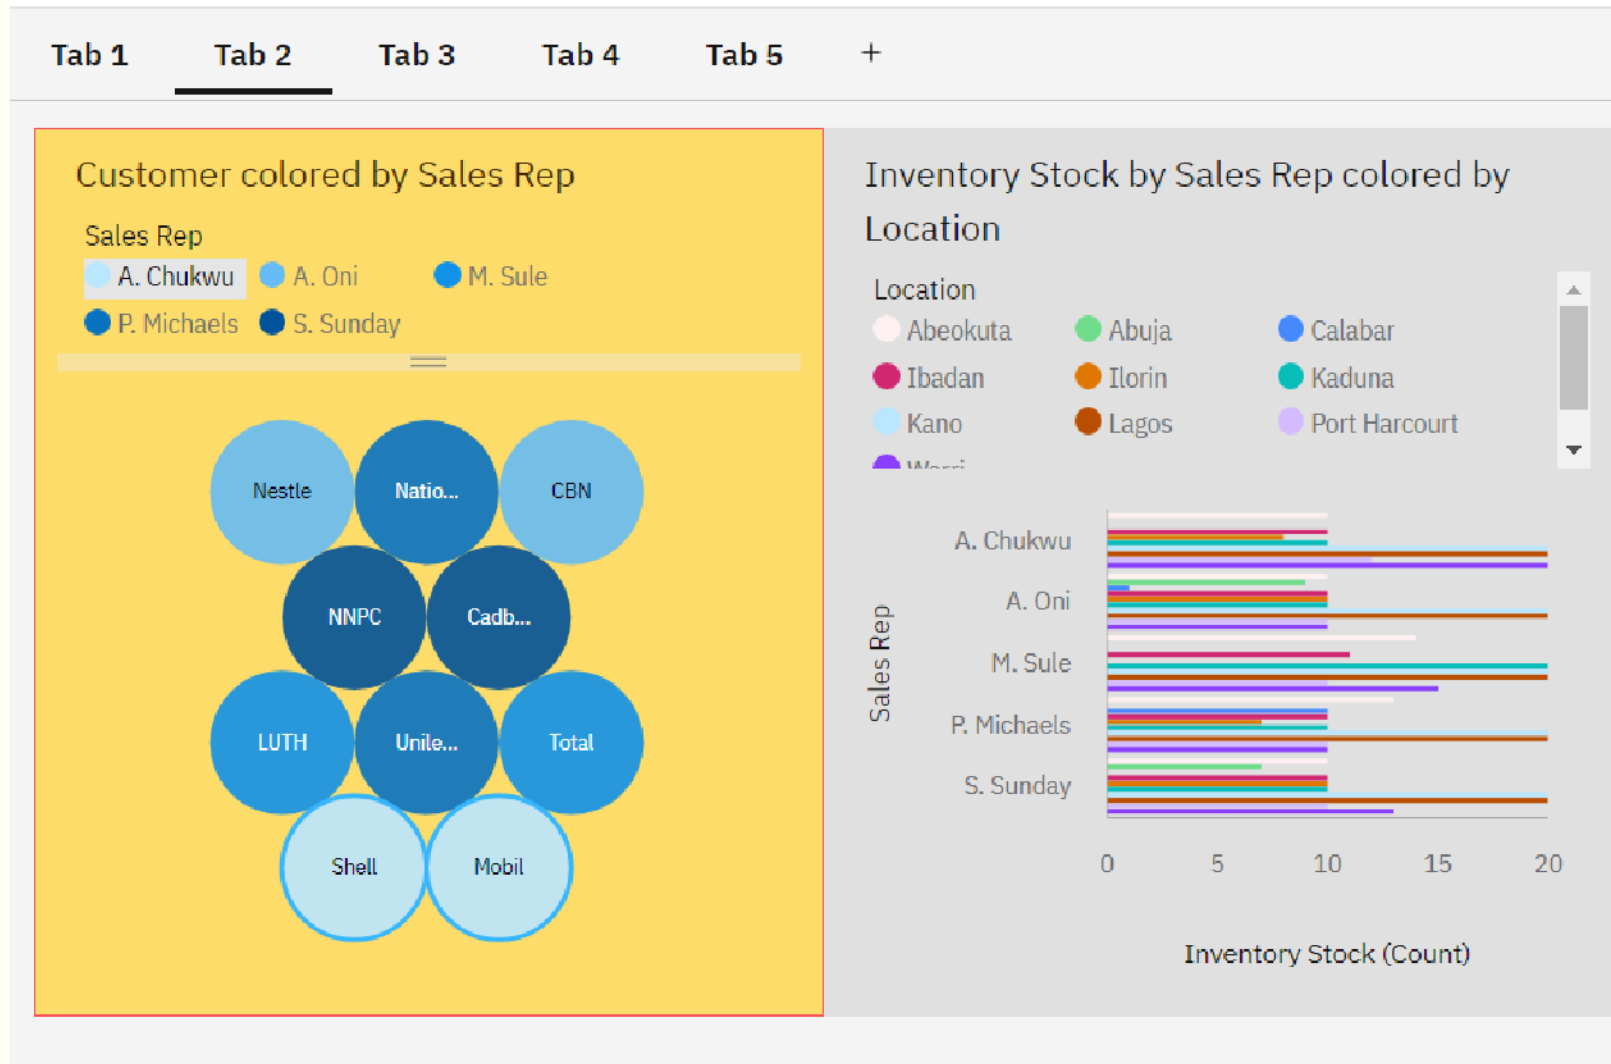 Tab 1 Tab 2 Tab 3 Tab 4 Tab 5 +
Customer colored by Sales Rep
Sales Rep
A. Chukwu A. Oni M. Sule
P. Michaels S. Sunday
Nestle Natio... CBN
NNPC Cadb...
LUTH Unile... Total
Shell Mobil
Inventory Stock by Sales Rep colored by
Location
Location
Abeokuta Abuja Calabar
Ibadan Ilorin Kaduna
Kano Lagos Port Harcourt
Sales Rep
A. Chukwu
A. Oni
M. Sule
P. Michaels
S. Sunday
0 5 10 15 20
Inventory Stock (Count)